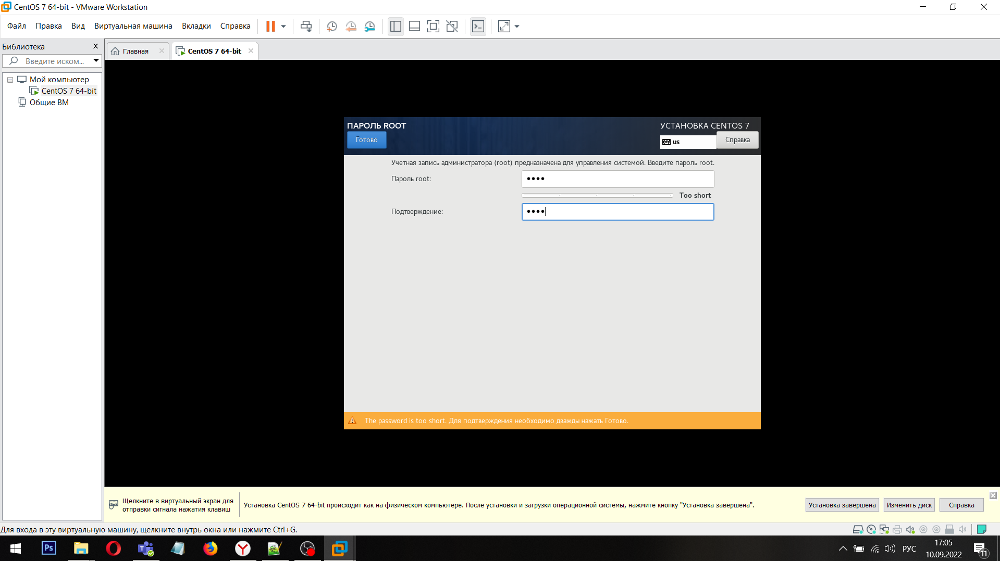 CentOS 7 64-bit - VMware Workstation
Файл Правка Вид Виртуальная машина Вкладки Справка
Библиотека
Введите иском...
Мой компьютер
CentOS 7 64-bit
Общие ВМ
Главная
CentOS 7 64-bit
ПАРОЛЬ ROOT
УСТАНОВКА CENTOS 7
Готово
us
Справка
Учетная запись администратора (root) предназначена для управления системой. Введите пароль root.
Пароль root:
••••
Too short
Подтверждение:
••••
The password is too short. Для подтверждения необходимо дважды нажать Готово.
Щелкните в виртуальный экран для
отправки сигнала нажатия клавиш
Установка CentOS 7 64-bit происходит как на физическом компьютере. После установки и загрузки операционной системы, нажмите кнопку "Установка завершена".
Установка завершена
Изменить диск
Справка
Для входа в эту виртуальную машину, щелкните внутрь окна или нажмите Ctrl+G.
Ps
РУС
17:05
10.09.2022
11